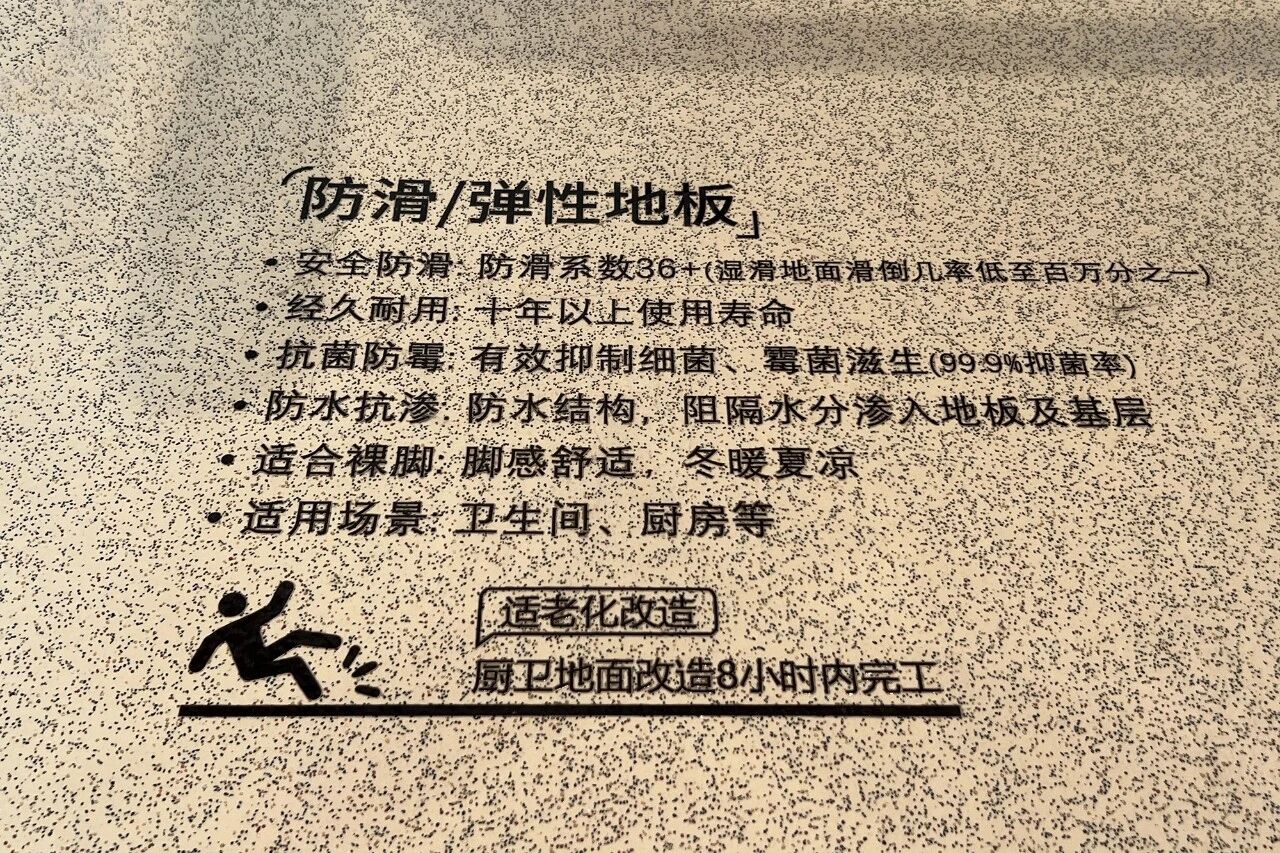 「防滑/弹性地板」
• 安全防滑: 防滑系数36+(湿滑地面滑倒几率低至百万分之一)
• 经久耐用: 十年以上使用寿命
• 抗菌防霉: 有效抑制细菌、霉菌滋生(99.9%抑菌率)
• 防水抗渗: 防水结构，阻隔水分渗入地板及基层
• 适合裸脚: 脚感舒适，冬暖夏凉
• 适用场景: 卫生间、厨房等
适老化改造
厨卫地面改造8小时内完工